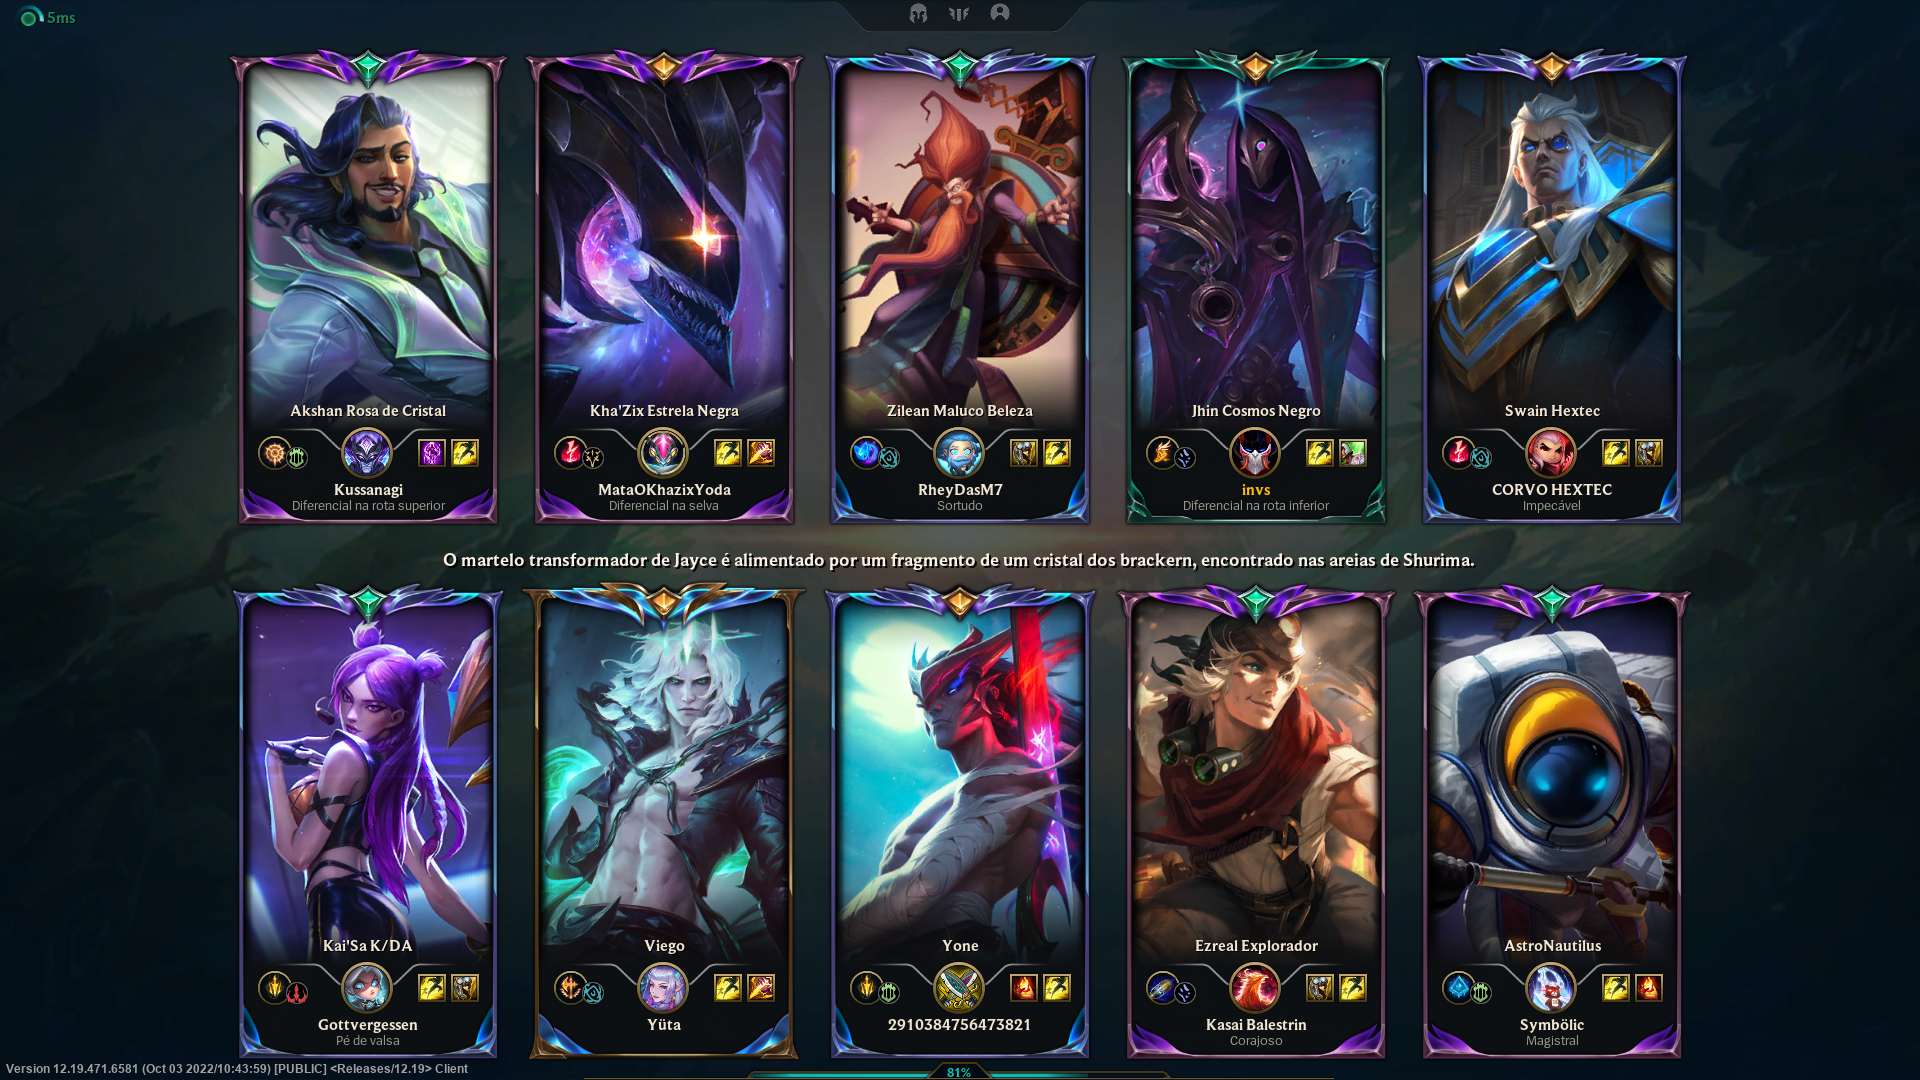 5ms
Akshan Rosa de Cristal
Kussanagi
Diferencial na rota superior
Kha'Zix Estrela Negra
MataOKhazixYoda
Diferencial na selva
Zilean Maluco Beleza
RheyDasM7
Sortudo
Jhin Cosmos Negro
invs
Diferencial na rota inferior
Swain Hextec
CORVO HEXTEC
Impecável
O martelo transformador de Jayce é alimentado por um fragmento de um cristal dos brackern, encontrado nas areias de Shurima.
Kai'Sa K/DA
Gottvergessen
Pé de valsa
Viego
Yüta
Yone
2910384756473821
Ezreal Explorador
Kasai Balestrin
Corajoso
AstroNautilus
Symbölic
Magistral
Version 12.19.471.6581 (Oct 03 2022/10:43:59) [PUBLIC] <Releases/12.19> Client
81%